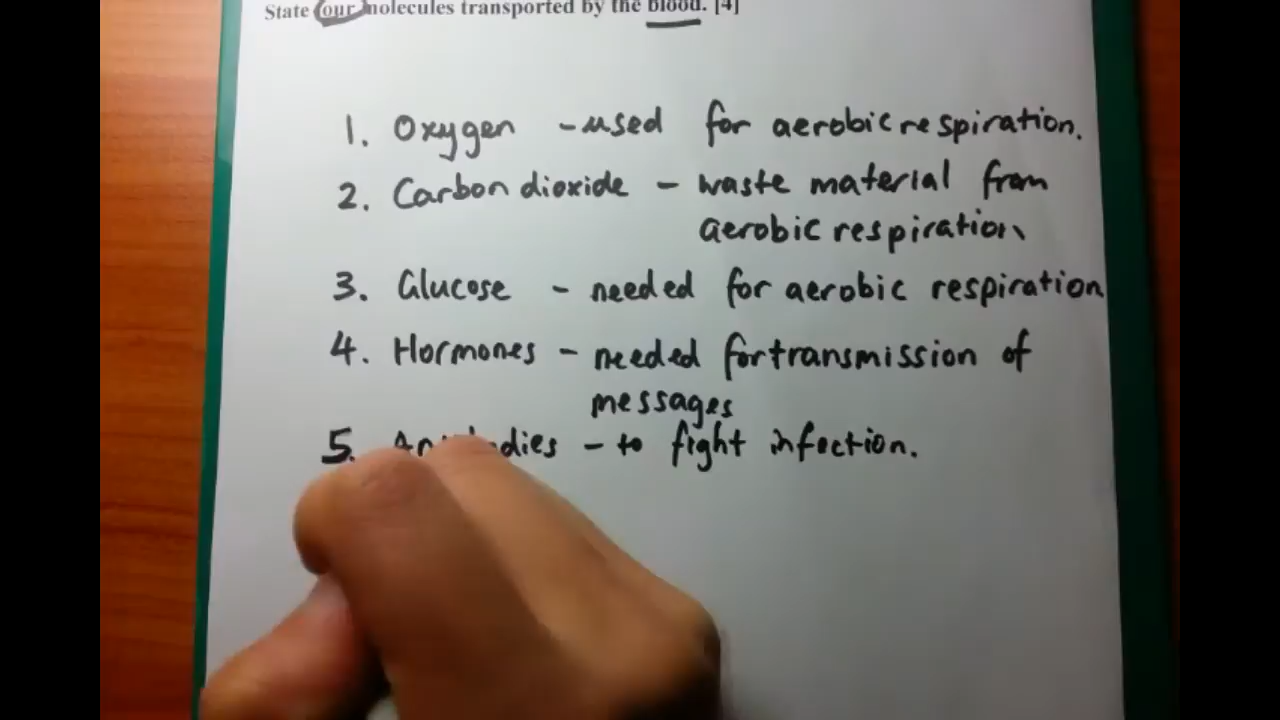 State four molecules transported by the blood. [4]
1. Oxygen - used for aerobic respiration.
2. Carbon dioxide - waste material from
aerobic respiration
3. Glucose - needed for aerobic respiration
4. Hormones - needed for transmission of
messages
5. Antibodies - to fight infection.